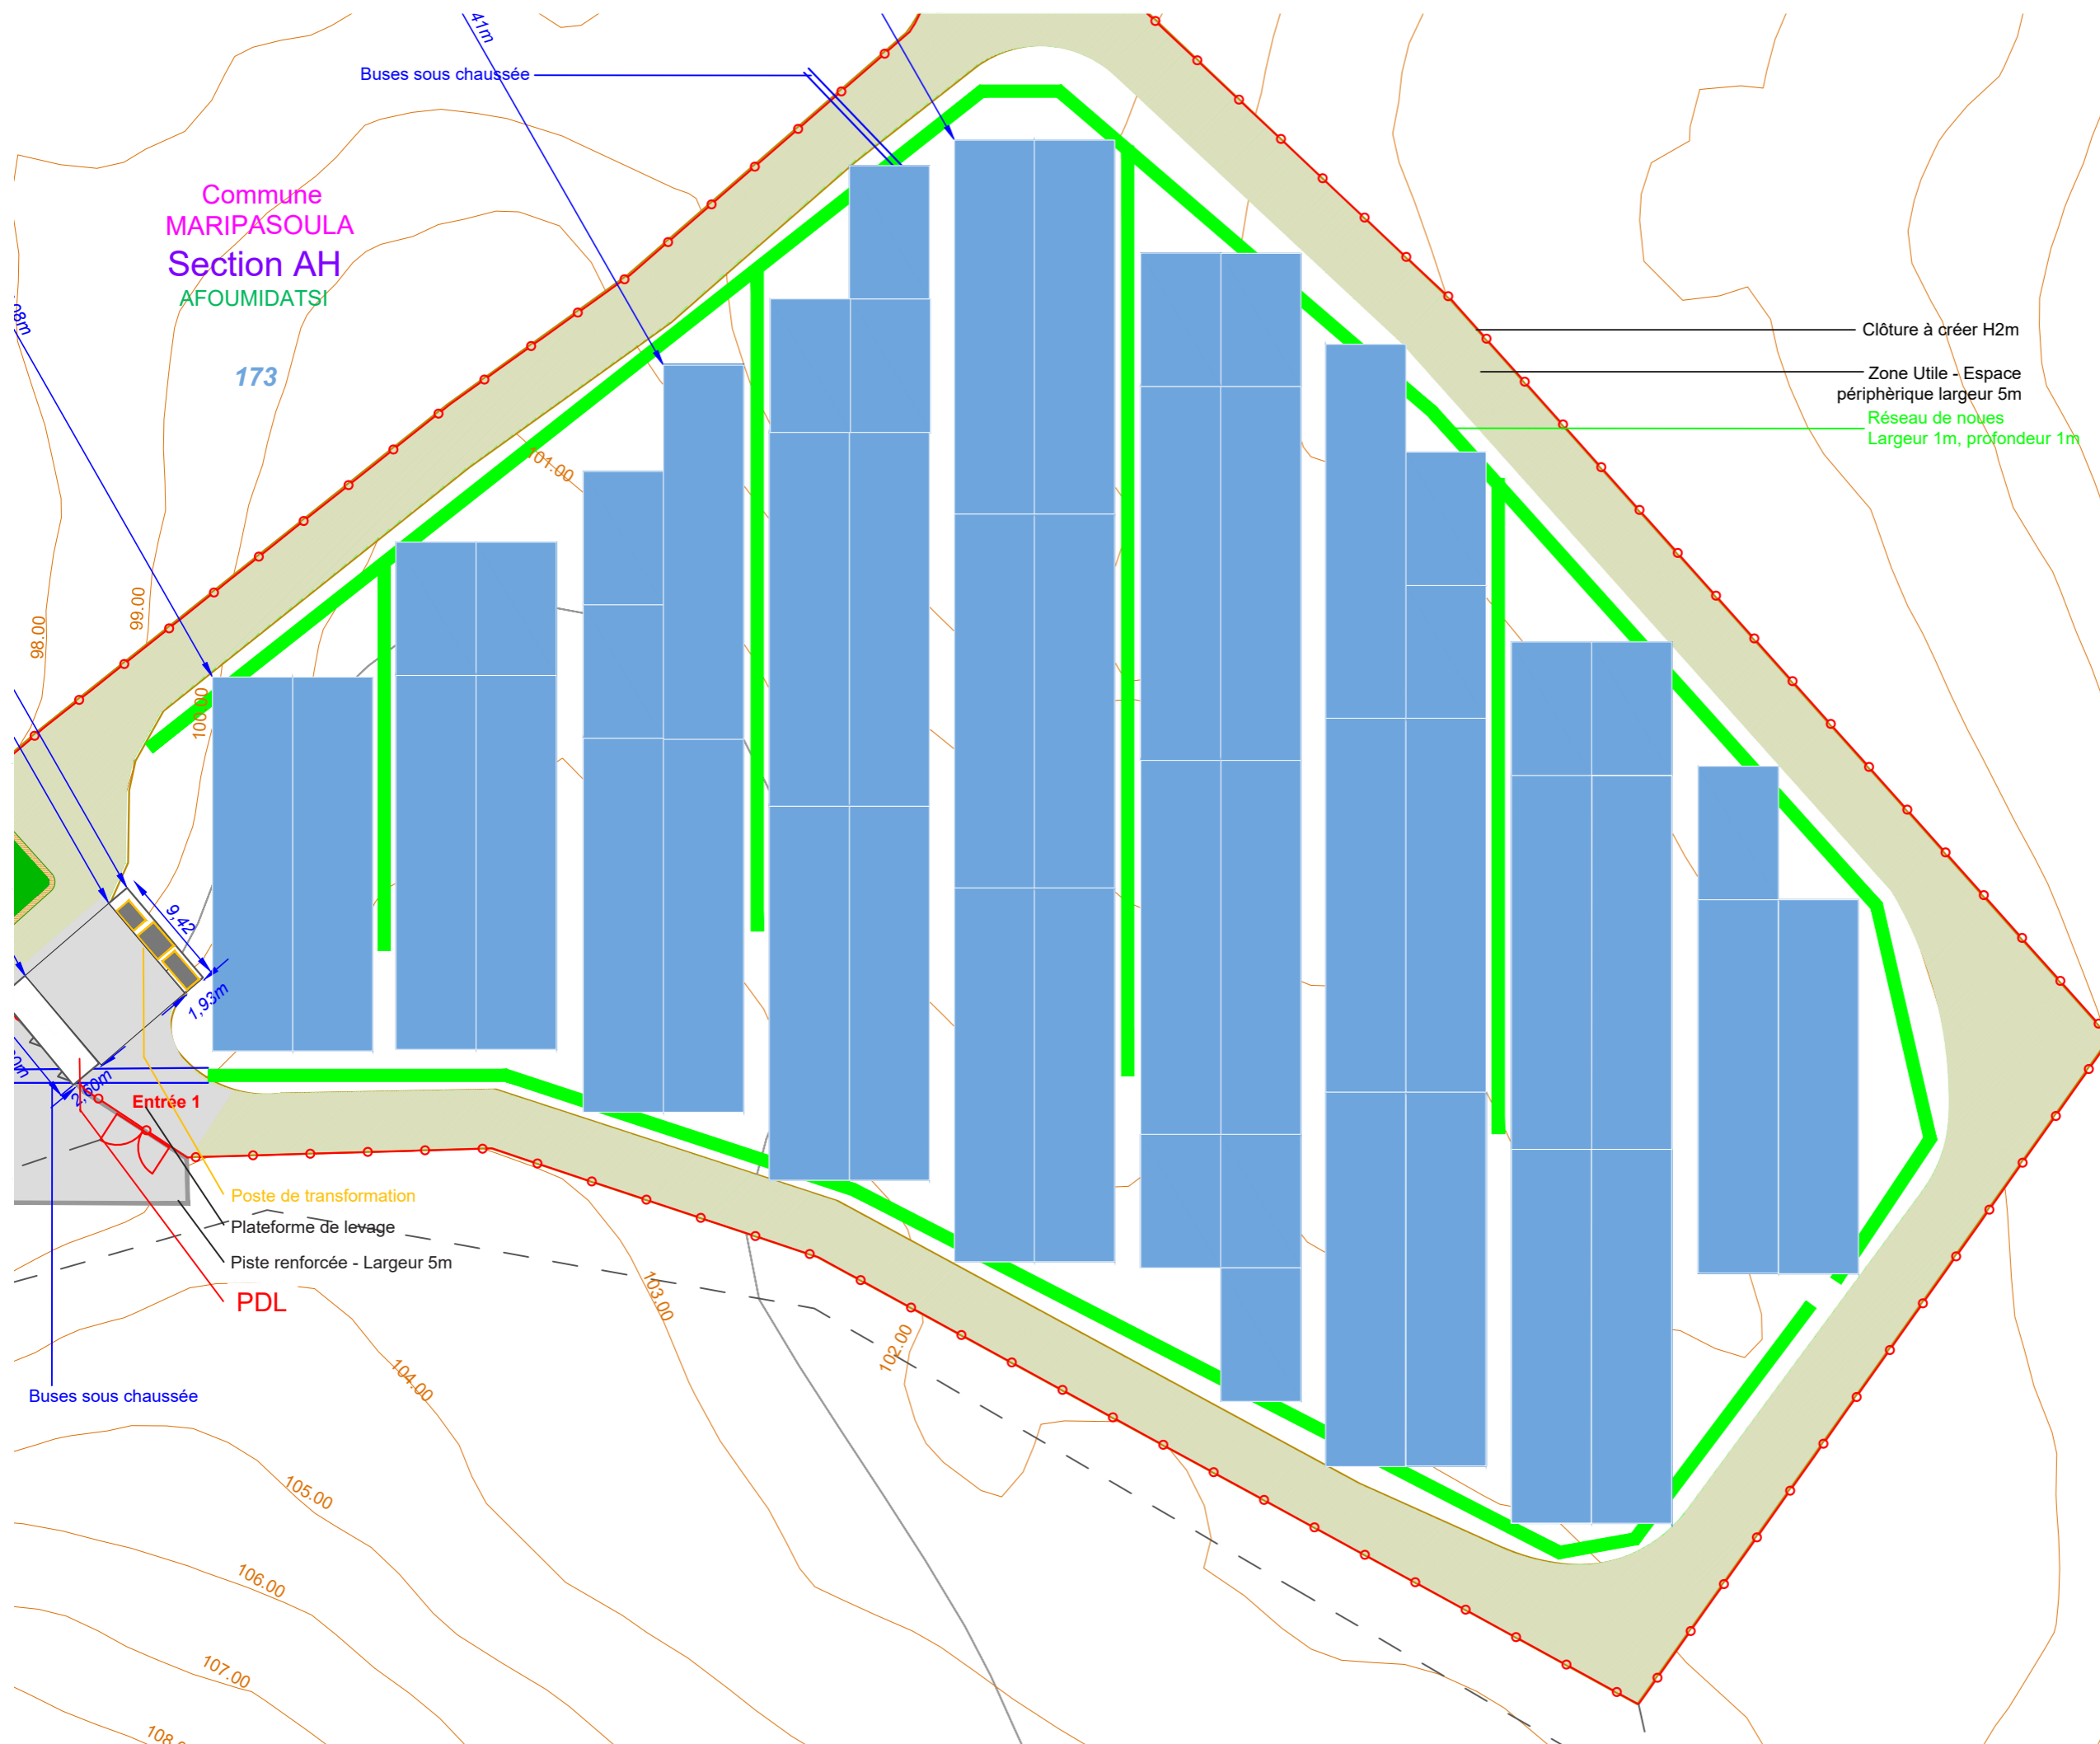 41m
Buses sous chaussée
Commune
MARIPASOULA
Section AH
AFOUMIDATSI
173
Clôture à créer H2m
Zone Utile - Espace
périphèrique largeur 5m
Réseau de noues
Largeur 1m, profondeur 1m
101.00
98.00
99.00
100.00
9,42
1,93m
2,60m
Entrée 1
Poste de transformation
Plateforme de levage
Piste renforcée - Largeur 5m
PDL
103.00
102.00
104.00
Buses sous chaussée
105.00
106.00
107.00